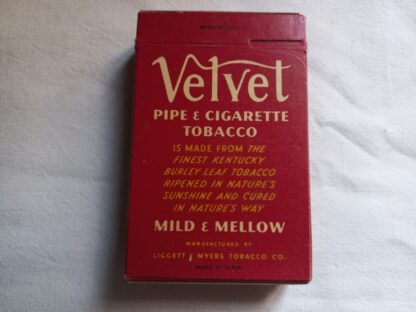 Velvet
PIPE & CIGARETTE
TOBACCO
IS MADE FROM THE
FINEST KENTUCKY
BURLEY LEAF TOBACCO
RIPENED IN NATURE'S
SUNSHINE AND CURED
IN NATURE'S WAY
MILD & MELLOW
MANUFACTURED BY
LIGGETT & MYERS TOBACCO CO.
MADE IN U.S.A.